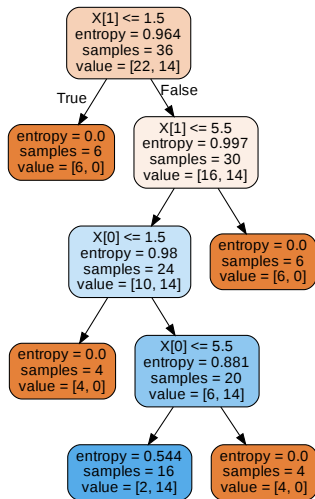 X[1] <= 1.5
entropy = 0.964
samples = 36
value = [22, 14]
True
False
entropy = 0.0
samples = 6
value = [6, 0]
X[1] <= 5.5
entropy = 0.997
samples = 30
value = [16, 14]
X[0] <= 1.5
entropy = 0.98
samples = 24
value = [10, 14]
entropy = 0.0
samples = 6
value = [6, 0]
entropy = 0.0
samples = 4
value = [4, 0]
X[0] <= 5.5
entropy = 0.881
samples = 20
value = [6, 14]
entropy = 0.544
samples = 16
value = [2, 14]
entropy = 0.0
samples = 4
value = [4, 0]